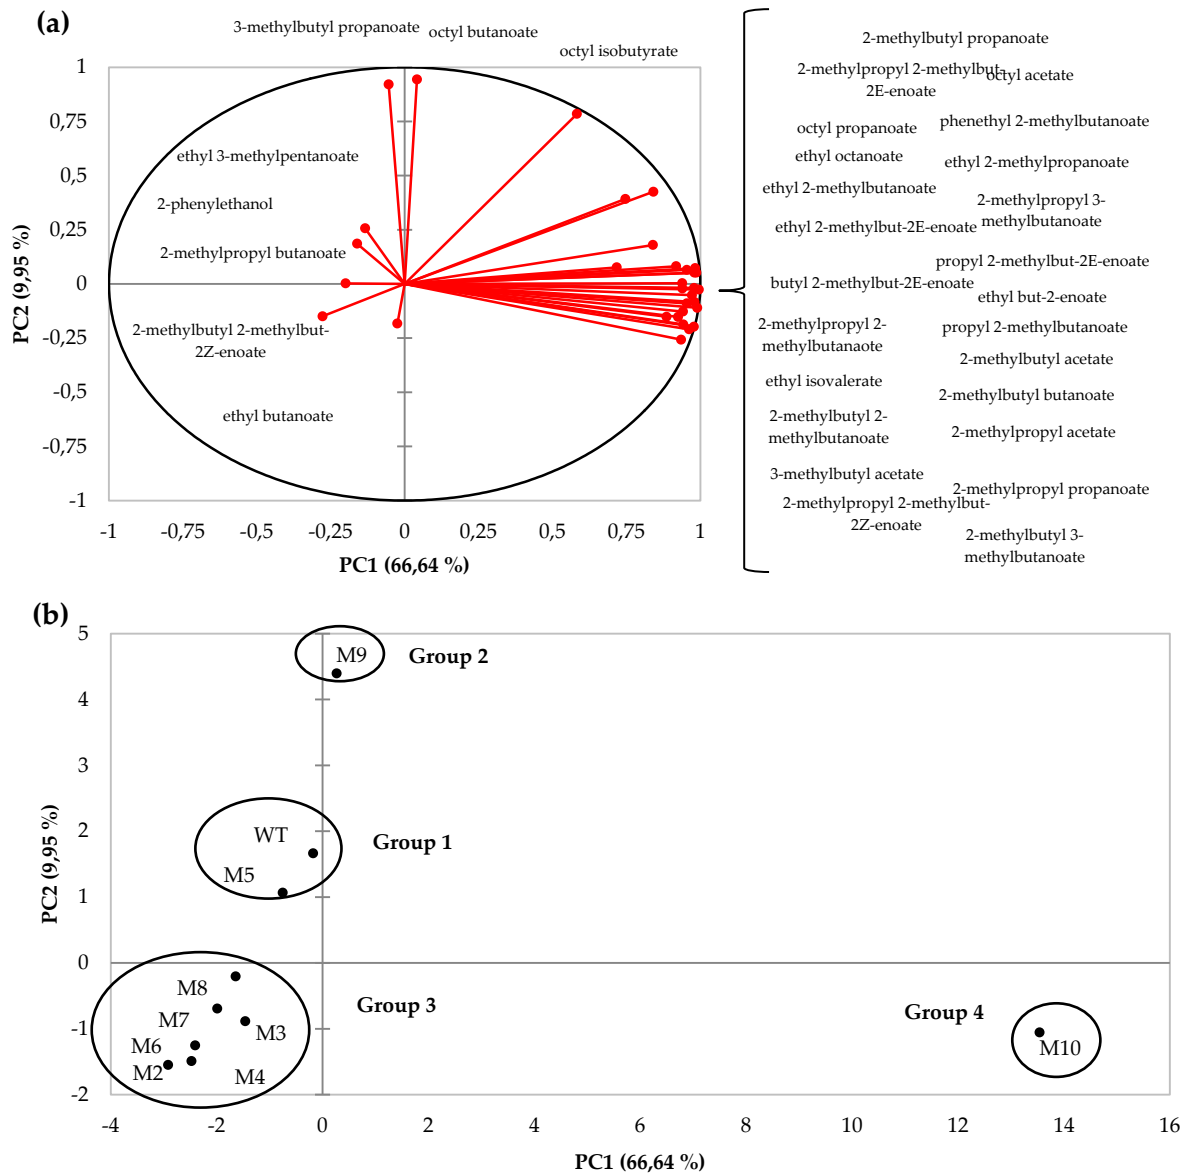 (a)
3-methylbutyl propanoate
octyl butanoate
octyl isobutyrate
1
0,75
0,5
0,25
0
-0,25
-0,5
-0,75
-1
PC2 (9,95 %)
ethyl 3-methylpentanoate
2-phenylethanol
2-methylpropyl butanoate
2-methylbutyl 2-methylbut-
2Z-enoate
ethyl butanoate
-1
-0,75
-0,5
-0,25
0
0,25
0,5
0,75
1
PC1 (66,64 %)
2-methylbutyl propanoate
2-methylpropyl 2-methylbut-
2E-enoate
octyl acetate
octyl propanoate
phenethyl 2-methylbutanoate
ethyl octanoate
ethyl 2-methylpropanoate
ethyl 2-methylbutanoate
2-methylpropyl 3-
methylbutanoate
ethyl 2-methylbut-2E-enoate
propyl 2-methylbut-2E-enoate
butyl 2-methylbut-2E-enoate
ethyl but-2-enoate
2-methylpropyl 2-
methylbutanaote
propyl 2-methylbutanoate
2-methylbutyl acetate
ethyl isovalerate
2-methylbutyl butanoate
2-methylbutyl 2-
methylbutanoate
2-methylpropyl acetate
3-methylbutyl acetate
2-methylpropyl propanoate
2-methylpropyl 2-methylbut-
2Z-enoate
2-methylbutyl 3-
methylbutanoate
(b)
5
4
3
2
1
0
-1
-2
PC2 (9,95 %)
M9
Group 2
WT
M5
Group 1
M8
M7
M6
M2
M3
M4
Group 3
Group 4
M10
-4
-2
0
2
4
6
8
10
12
14
16
PC1 (66,64 %)